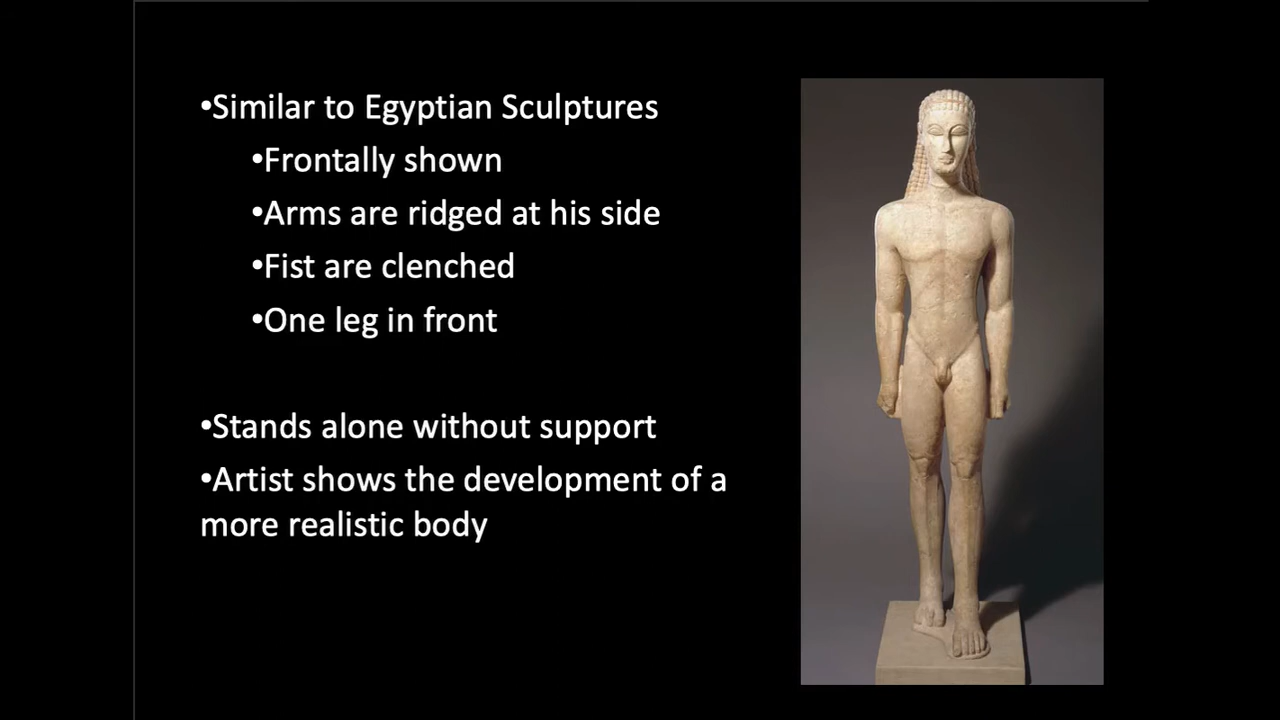 •Similar to Egyptian Sculptures
•Frontally shown
•Arms are ridged at his side
•Fist are clenched
•One leg in front
•Stands alone without support
•Artist shows the development of a
more realistic body